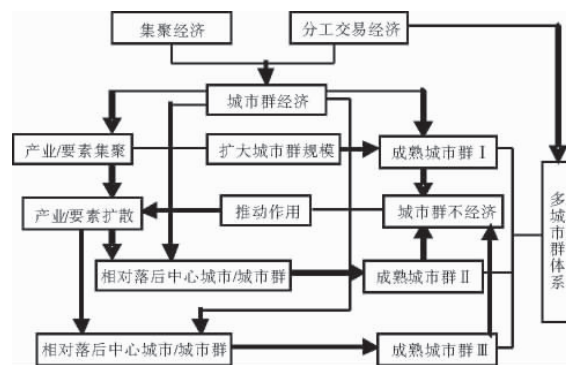 集聚经济
分工交易经济
城市群经济
产业/要素集聚
扩大城市群规模
成熟城市群Ⅰ
产业/要素扩散
推动作用
城市群不经济
多城市群体系
相对落后中心城市/城市群
成熟城市群Ⅱ
相对落后中心城市/城市群
成熟城市群Ⅲ